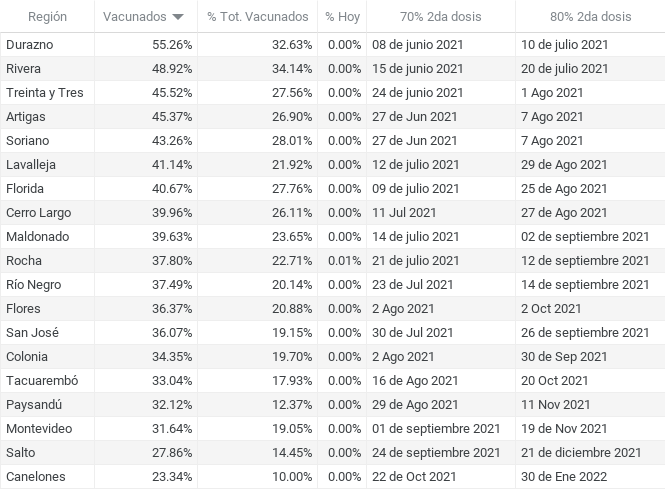 Región Vacunados % Tot. Vacunados % Hoy 70% 2da dosis 80% 2da dosis
Durazno 55.26% 32.63% 0.00% 08 de junio 2021 10 de julio 2021
Rivera 48.92% 34.14% 0.00% 15 de junio 2021 20 de julio 2021
Treinta y Tres 45.52% 27.56% 0.00% 24 de junio 2021 1 Ago 2021
Artigas 45.37% 26.90% 0.00% 27 de Jun 2021 7 Ago 2021
Soriano 43.26% 28.01% 0.00% 27 de Jun 2021 7 Ago 2021
Lavalleja 41.14% 21.92% 0.00% 12 de julio 2021 29 de Ago 2021
Florida 40.67% 27.76% 0.00% 09 de julio 2021 25 de Ago 2021
Cerro Largo 39.96% 26.11% 0.00% 11 Jul 2021 27 de Ago 2021
Maldonado 39.63% 23.65% 0.00% 14 de julio 2021 02 de septiembre 2021
Rocha 37.80% 22.71% 0.01% 21 de julio 2021 12 de septiembre 2021
Río Negro 37.49% 20.14% 0.00% 23 de Jul 2021 14 de septiembre 2021
Flores 36.37% 20.88% 0.00% 2 Ago 2021 2 Oct 2021
San José 36.07% 19.15% 0.00% 30 de Jul 2021 26 de septiembre 2021
Colonia 34.35% 19.70% 0.00% 2 Ago 2021 30 de Sep 2021
Tacuarembó 33.04% 17.93% 0.00% 16 de Ago 2021 20 Oct 2021
Paysandú 32.12% 12.37% 0.00% 29 de Ago 2021 11 Nov 2021
Montevideo 31.64% 19.05% 0.00% 01 de septiembre 2021 19 de Nov 2021
Salto 27.86% 14.45% 0.00% 24 de septiembre 2021 21 de diciembre 2021
Canelones 23.34% 10.00% 0.00% 22 de Oct 2021 30 de Ene 2022